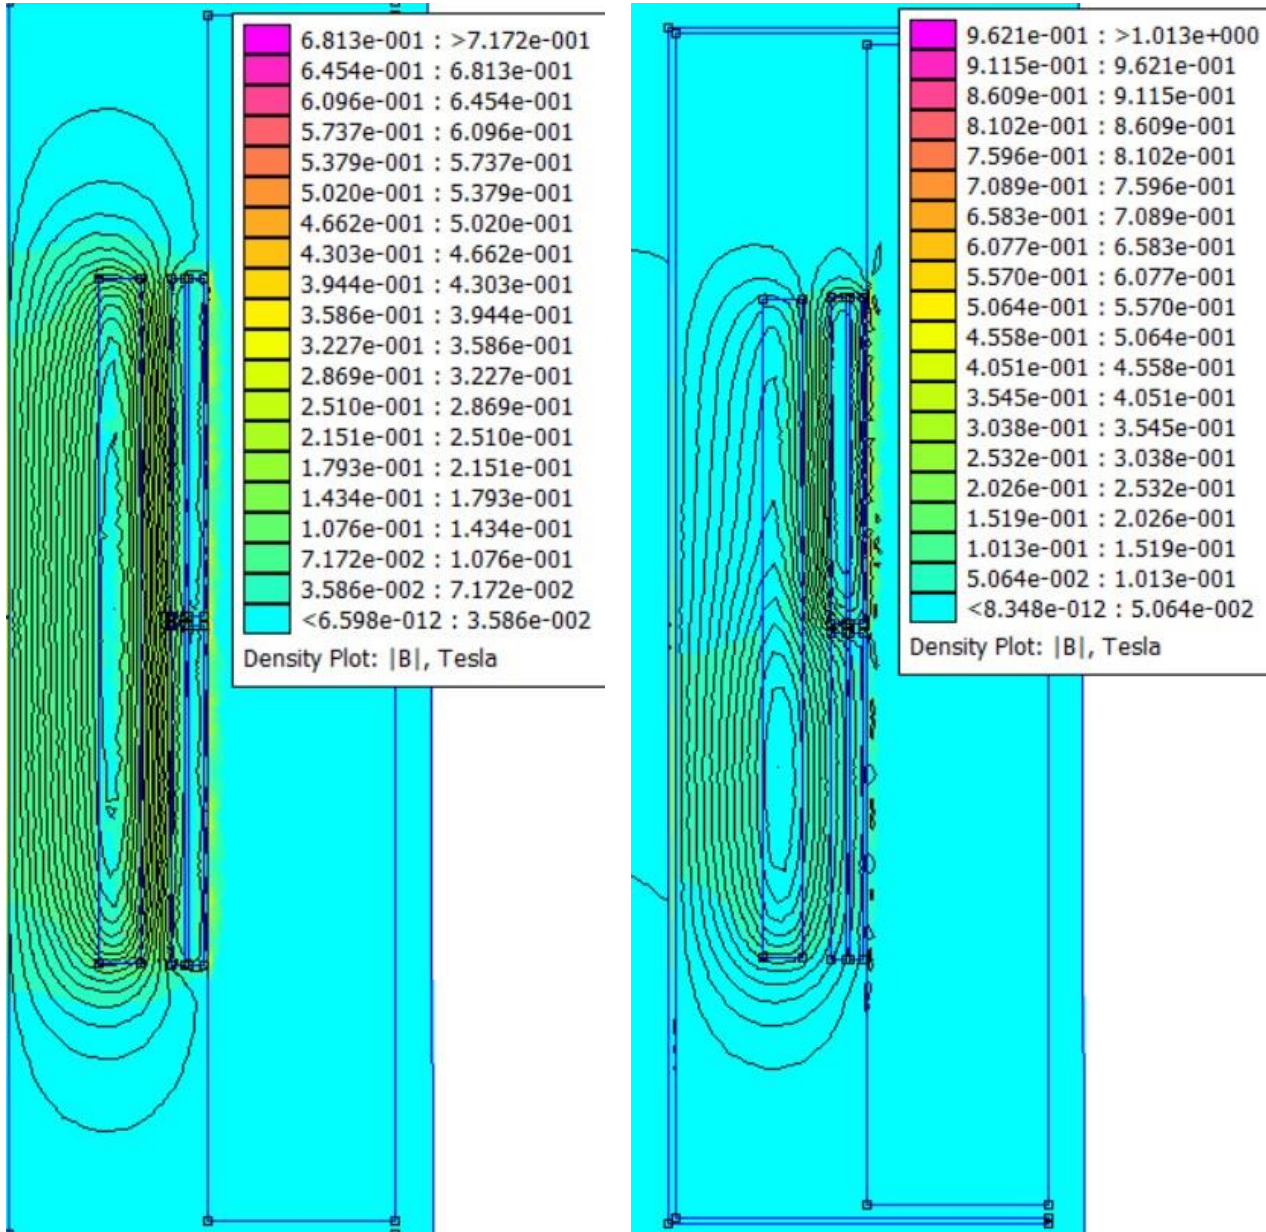 6.813e-001 : >7.172e-001
6.454e-001 : 6.813e-001
6.096e-001 : 6.454e-001
5.737e-001 : 6.096e-001
5.379e-001 : 5.737e-001
5.020e-001 : 5.379e-001
4.662e-001 : 5.020e-001
4.303e-001 : 4.662e-001
3.944e-001 : 4.303e-001
3.586e-001 : 3.944e-001
3.227e-001 : 3.586e-001
2.869e-001 : 3.227e-001
2.510e-001 : 2.869e-001
2.151e-001 : 2.510e-001
1.793e-001 : 2.151e-001
1.434e-001 : 1.793e-001
1.076e-001 : 1.434e-001
7.172e-002 : 1.076e-001
3.586e-002 : 7.172e-002
<6.598e-012 : 3.586e-002
Density Plot: |B|, Tesla
9.621e-001 : >1.013e+000
9.115e-001 : 9.621e-001
8.609e-001 : 9.115e-001
8.102e-001 : 8.609e-001
7.596e-001 : 8.102e-001
7.089e-001 : 7.596e-001
6.583e-001 : 7.089e-001
6.077e-001 : 6.583e-001
5.570e-001 : 6.077e-001
5.064e-001 : 5.570e-001
4.558e-001 : 5.064e-001
4.051e-001 : 4.558e-001
3.545e-001 : 4.051e-001
3.038e-001 : 3.545e-001
2.532e-001 : 3.038e-001
2.026e-001 : 2.532e-001
1.519e-001 : 2.026e-001
1.013e-001 : 1.519e-001
5.064e-002 : 1.013e-001
<8.348e-012 : 5.064e-002
Density Plot: |B|, Tesla